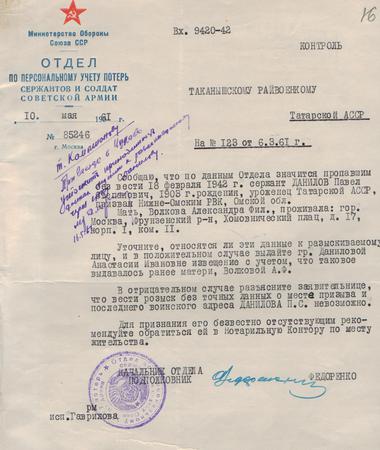 16
Министерство Обороны
Союза ССР
ОТДЕЛ
ПО ПЕРСОНАЛЬНОМУ УЧЕТУ ПОТЕРЬ
СЕРЖАНТОВ И СОЛДАТ
СОВЕТСКОЙ АРМИИ
10. мая 1961 г.
№ 85246
г. Москва
Вх. 9420-42
КОНТРОЛЬ
ТАКАНЫШСКОМУ РАЙВОЕНКОМУ
Татарской АССР
На № 123 от 6.3.61 г.
Сообщаю, что по данным Отдела значится пропавшим
без вести 18 февраля 1942 г. сержант ДАНИЛОВ Павел
1908 г.рождения, уроженец Татарской АССР,
призван Нижне-Омским РВК, Омской обл.
Мать, Волкова Александра Фил., проживала: гор.
Москва, Фрунзенский р-н, Хомовнический плац, д. 17,
корп. I, ком. II.
Уточните, относятся ли эти данные к разыскиваемому
лицу, и в положительном случае выдайте гр. Даниловой
Анастасии Ивановне извещение с учетом, что таковое
выдавалось ранее матери, Волковой А.Ф.
В отрицательном случае разъясните заявительнице,
что вести розыск без точных данных о месте призыва и
последнего воинского адреса ДАНИЛОВА П.С. невозможно.
Для признания его безвестно отсутствующим реко-
мендуйте обратиться ей в Нотарильную Контору по месту
жительства.
НАЧАЛЬНИК ОТДЕЛА
ПОДПОЛКОВНИК ФЕДОРЕНКО
рм
исп.Гаврихова